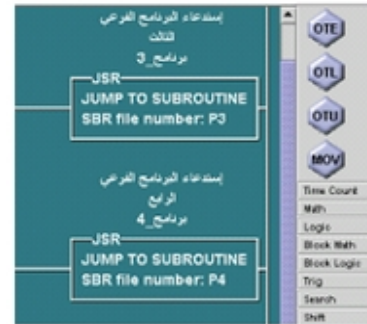 إستدعاء البرنامج الفرعي
الثالث
برنامج_3
JSR
JUMP TO SUBROUTINE
SBR file number: P3
إستدعاء البرنامج الفرعي
الرابع
برنامج_4
JSR
JUMP TO SUBROUTINE
SBR file number: P4
OTE
OTL
OTU
MOV
Time Count
Math
Logic
Block Math
Block Logic
Trig
Search
Shift